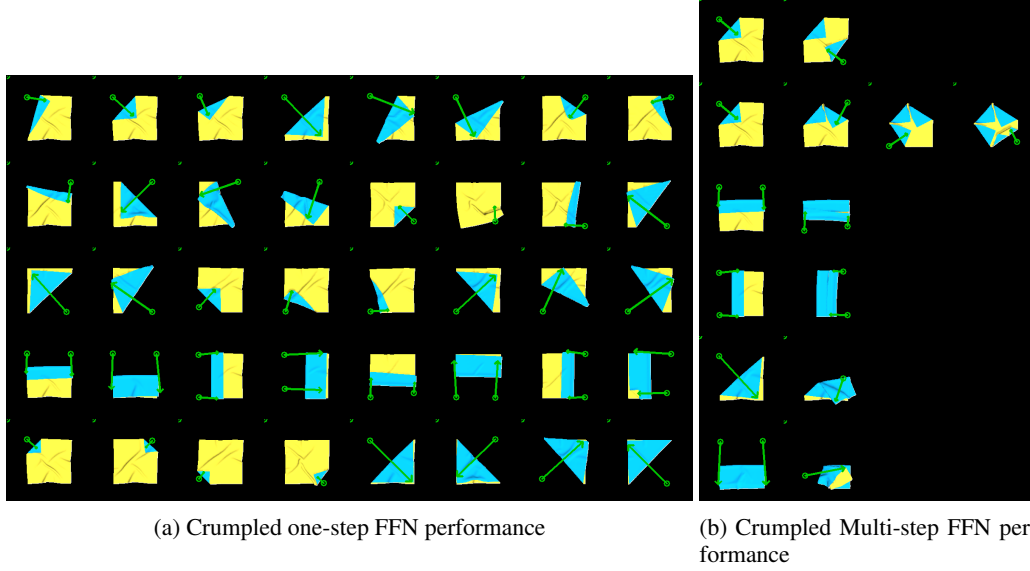 (a) Crumpled one-step FFN performance
(b) Crumpled Multi-step FFN per
formance